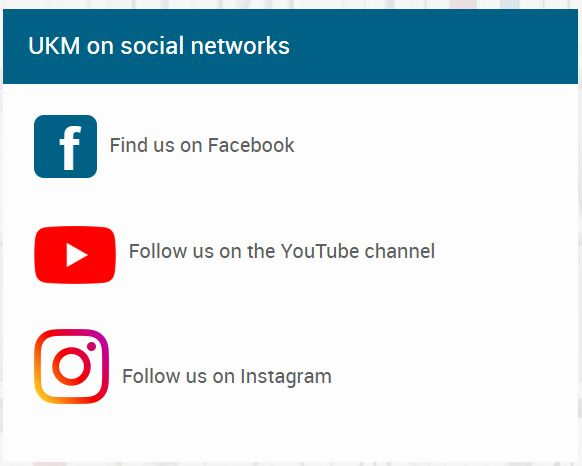 UKM on social networks
f
Find us on Facebook
Follow us on the YouTube channel
Follow us on Instagram